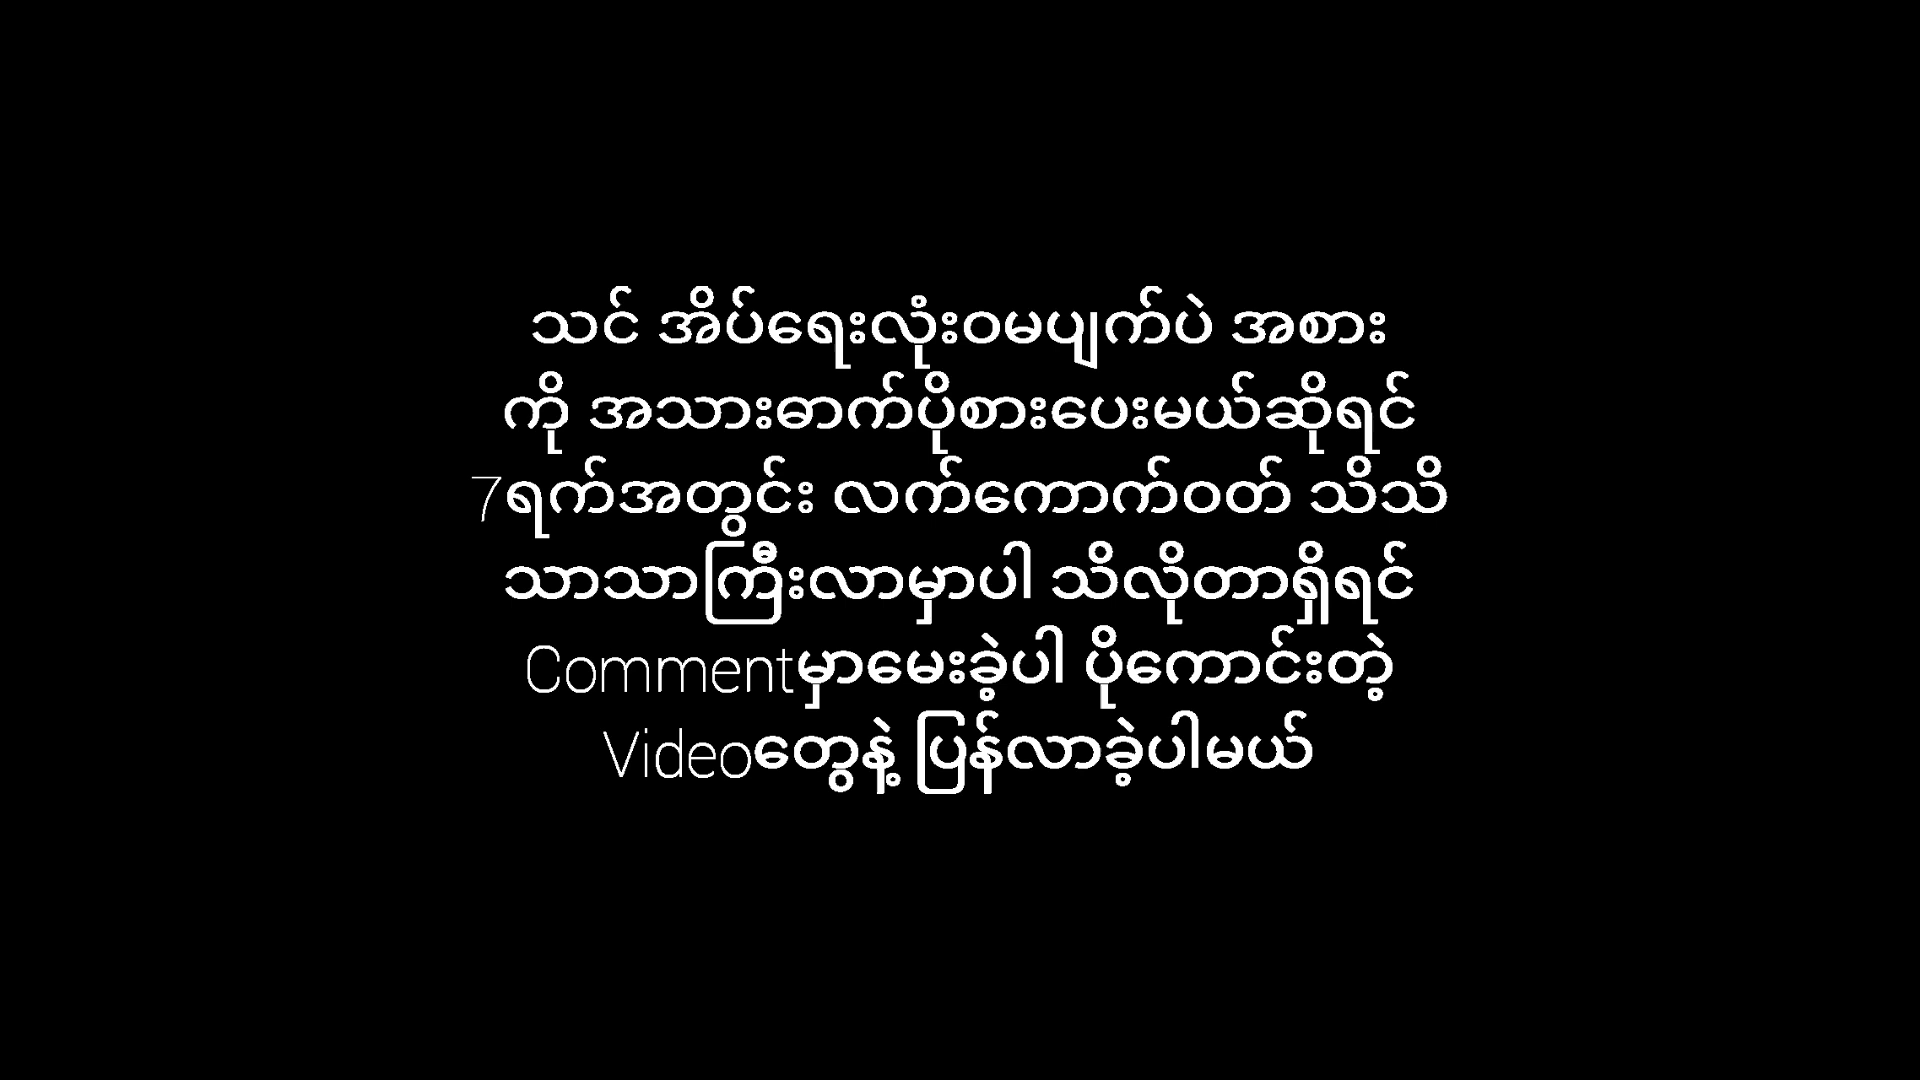 သင် အိပ်ရေးလုံးဝမပျက်ပဲ အစား
ကို အသားဓာက်ပိုစားပေးမယ်ဆိုရင်
7ရက်အတွင်း လက်ကောက်ဝတ် သိသိ
သာသာကြီးလာမှာပါ သိလိုတာရှိရင်
Commentမှာမေးခဲ့ပါ ပိုကောင်းတဲ့
Videoတွေနဲ့ ပြန်လာခဲ့ပါမယ်